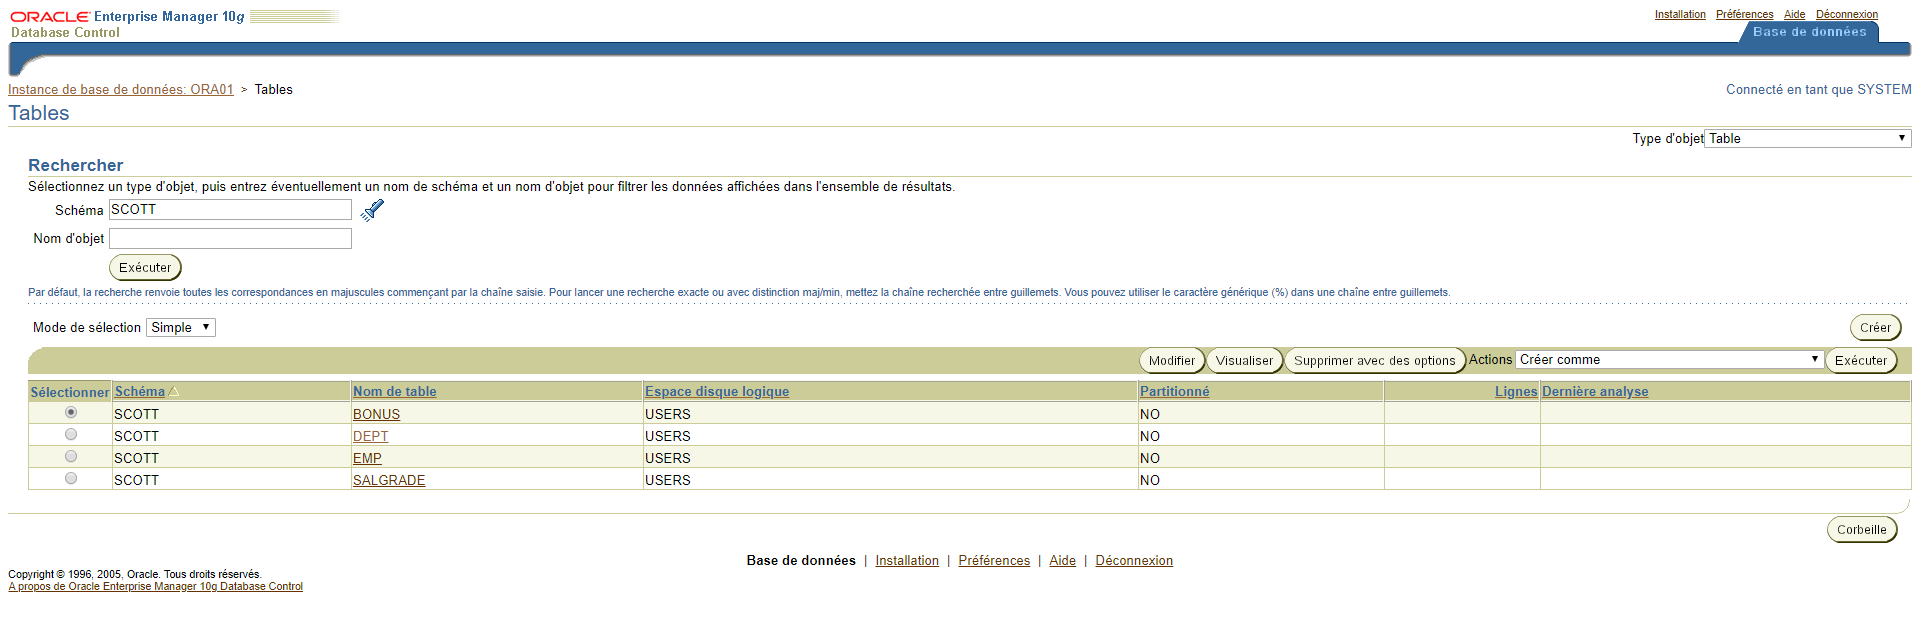 ORACLE Enterprise Manager 10g
Database Control
Installation Préférences Aide Déconnexion
Base de données
Instance de base de données: ORA01 > Tables
Connecté en tant que SYSTEM
Tables
Type d'objet Table
Rechercher
Sélectionnez un type d'objet, puis entrez éventuellement un nom de schéma et un nom d'objet pour filtrer les données affichées dans l'ensemble de résultats.
Schéma SCOTT
Nom d'objet
Exécuter
Par défaut, la recherche renvoie toutes les correspondances en majuscules commençant par la chaîne saisie. Pour lancer une recherche exacte ou avec distinction maj/min, mettez la chaîne recherchée entre guillemets. Vous pouvez utiliser le caractère générique (%) dans une chaîne entre guillemets.
Mode de sélection Simple
Créer
Modifier Visualiser Supprimer avec des options Actions Créer comme Exécuter
Sélectionner Schéma Nom de table Espace disque logique Partitionné Lignes Dernière analyse
SCOTT BONUS USERS NO
SCOTT DEPT USERS NO
SCOTT EMP USERS NO
SCOTT SALGRADE USERS NO
Corbeille
Base de données | Installation | Préférences | Aide | Déconnexion
Copyright © 1996, 2005, Oracle. Tous droits réservés.
A propos de Oracle Enterprise Manager 10g Database Control